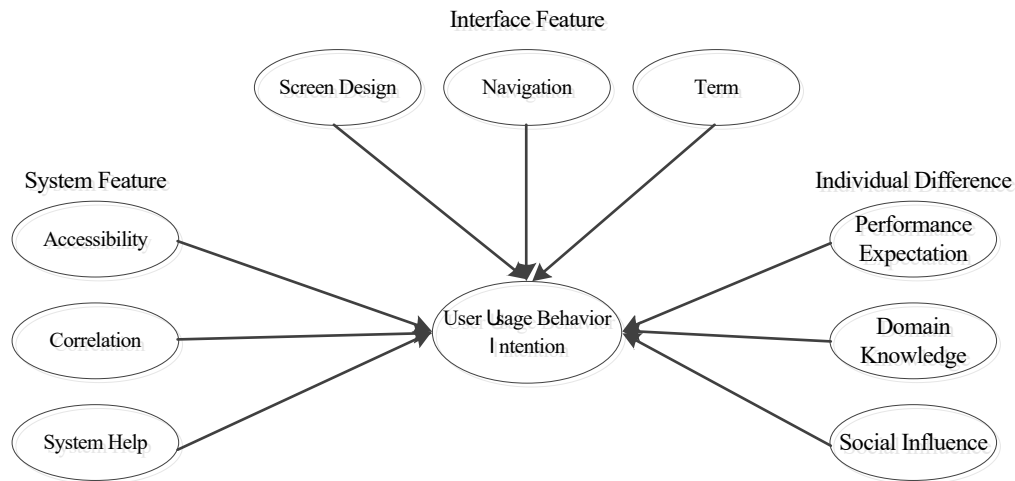 Interface Feature
Screen Design
Navigation
Term
System Feature
Individual Difference
Accessibility
Performance
Expectation
User Usage Behavior
Intention
Correlation
Domain
Knowledge
System Help
Social Influence